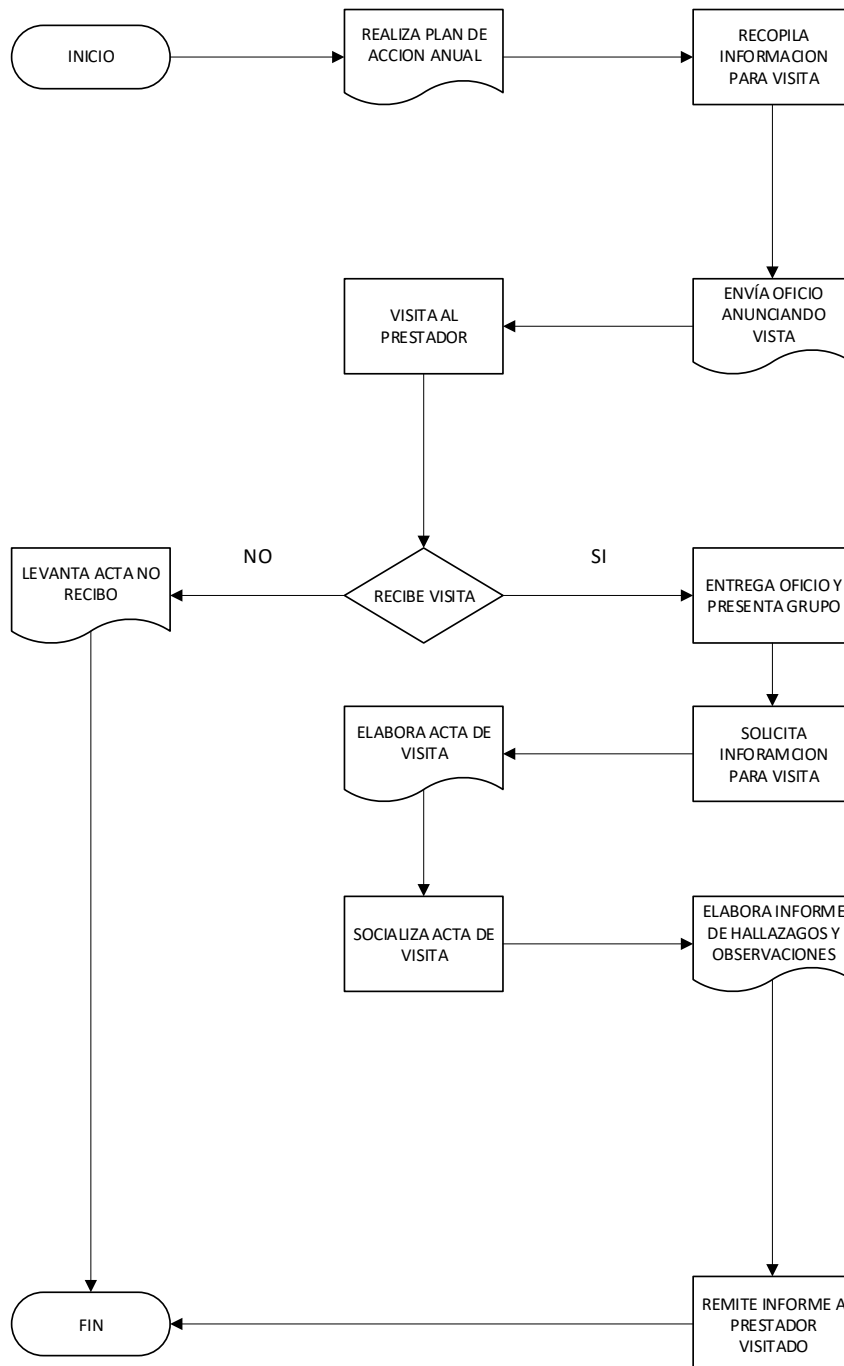 INICIO
REALIZA PLAN DE
ACCION ANUAL
RECOPILA
INFORMACION
PARA VISITA
VISITA AL
PRESTADOR
ENVÍA OFICIO
ANUNCIANDO
VISTA
LEVANTA ACTA NO
RECIBO
NO
RECIBE VISITA
SI
ENTREGA OFICIO Y
PRESENTA GRUPO
ELABORA ACTA DE
VISITA
SOLICITA
INFORAMCION
PARA VISITA
SOCIALIZA ACTA DE
VISITA
ELABORA INFORME
DE HALLAZAGOS Y
OBSERVACIONES
FIN
REMITE INFORME A
PRESTADOR
VISITADO